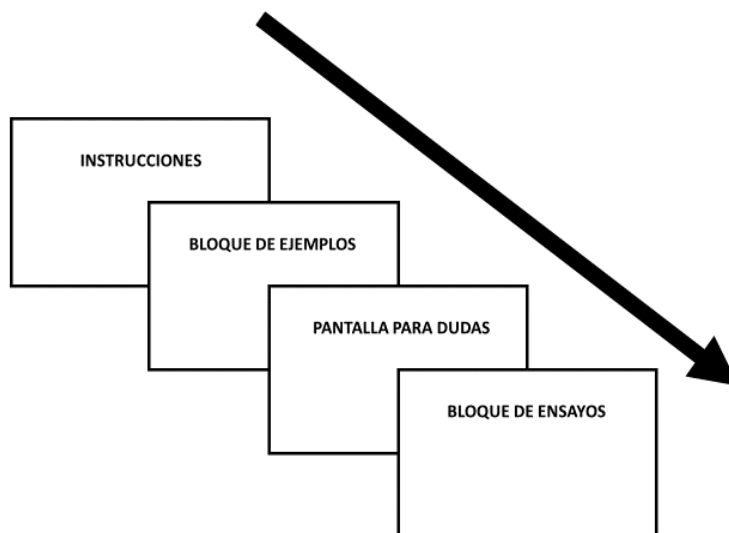 INSTRUCCIONES
BLOQUE DE EJEMPLOS
PANTALLA PARA DUDAS
BLOQUE DE ENSAYOS